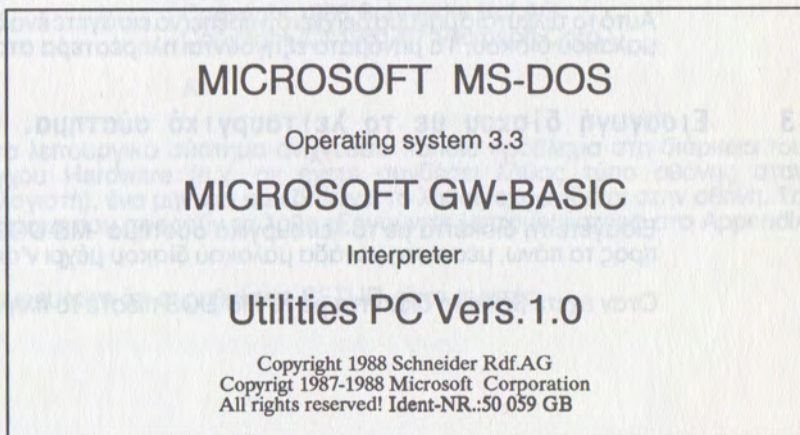 MICROSOFT MS-DOS
Operating system 3.3
MICROSOFT GW-BASIC
Interpreter
Utilities PC Vers.1.0
Copyright 1988 Schneider Rdf.AG
Copyrigt 1987-1988 Microsoft Corporation
All rights reserved! Ident-NR.:50 059 GB